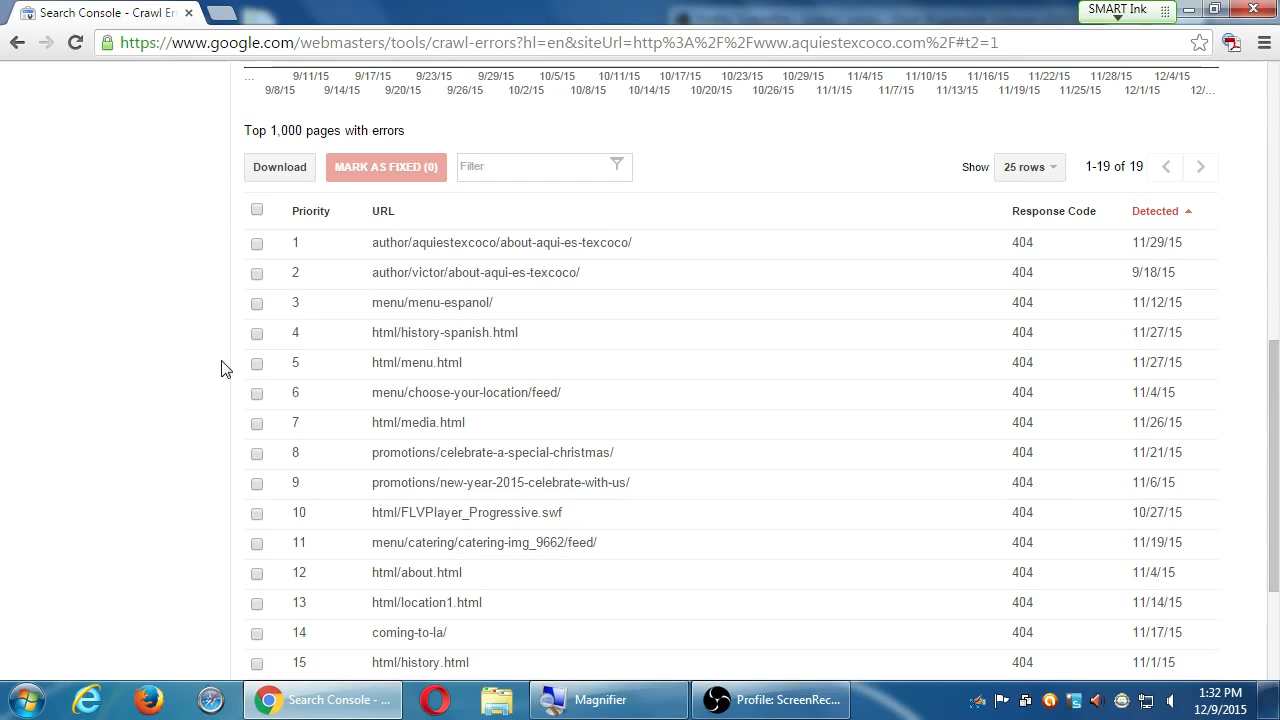 Search Console - Crawl Er
SMART Ink
https://www.google.com/webmasters/tools/crawl-errors?hl=en&siteUrl=http%3A%2F%2Fwww.aquiestexcoco.com%2F#t2=1
... 9/11/15 9/17/15 9/23/15 9/29/15 10/5/15 10/11/15 10/17/15 10/23/15 10/29/15 11/4/15 11/10/15 11/16/15 11/22/15 11/28/15 12/4/15
9/8/15 9/14/15 9/20/15 9/26/15 10/2/15 10/8/15 10/14/15 10/20/15 10/26/15 11/1/15 11/7/15 11/13/15 11/19/15 11/25/15 12/1/15 12/...
Top 1,000 pages with errors
Download MARK AS FIXED (0) Filter Show 25 rows 1-19 of 19
Priority URL Response Code Detected
1 author/aquiestexcoco/about-aqui-es-texcoco/ 404 11/29/15
2 author/victor/about-aqui-es-texcoco/ 404 9/18/15
3 menu/menu-espanol/ 404 11/12/15
4 html/history-spanish.html 404 11/27/15
5 html/menu.html 404 11/27/15
6 menu/choose-your-location/feed/ 404 11/4/15
7 html/media.html 404 11/26/15
8 promotions/celebrate-a-special-christmas/ 404 11/21/15
9 promotions/new-year-2015-celebrate-with-us/ 404 11/6/15
10 html/FLVPlayer_Progressive.swf 404 10/27/15
11 menu/catering/catering-img_9662/feed/ 404 11/19/15
12 html/about.html 404 11/4/15
13 html/location1.html 404 11/14/15
14 coming-to-la/ 404 11/17/15
15 html/history.html 404 11/1/15
Search Console - ... Magnifier Profile: ScreenRec... 1:32 PM
12/9/2015